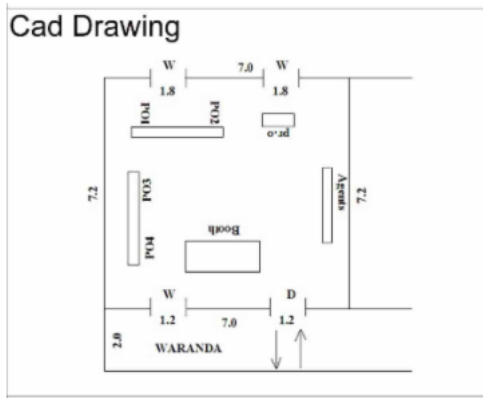 Cad Drawing
W 7.0 W
1.8 1.8
PO1 PO2 pr.o
7.2 PO3 Agents 7.2
PO4 Booth
W D
1.2 7.0 1.2
2.0 WARANDA